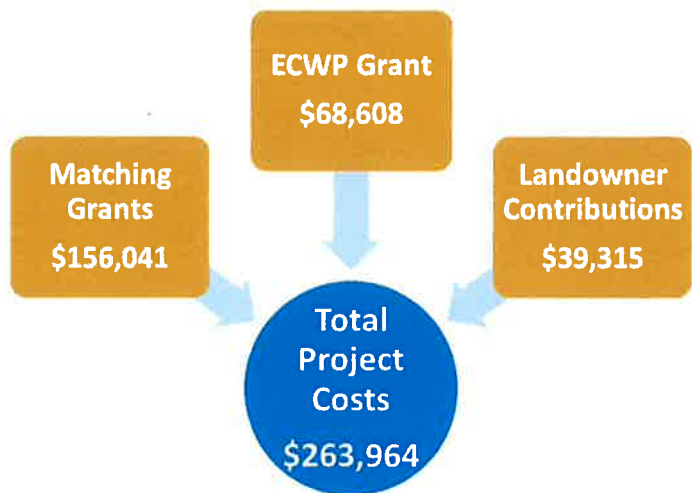 ECWP Grant
$68,608
Matching
Grants
$156,041
Landowner
Contributions
$39,315
Total
Project
Costs
$263,964